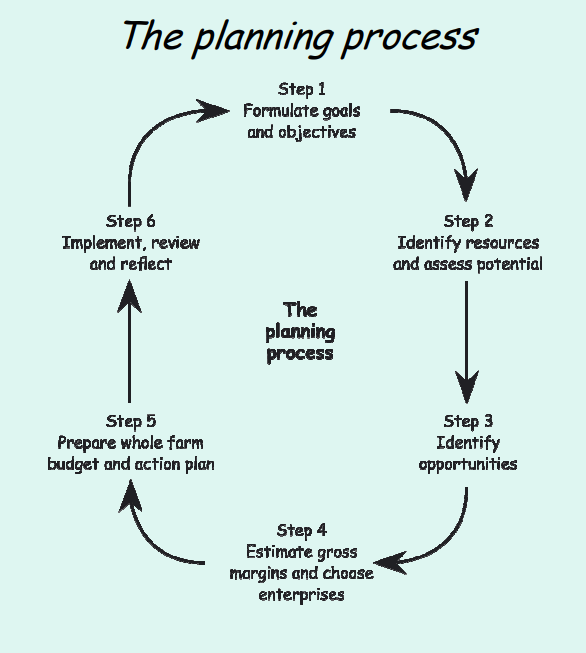 The planning process
Step 1
Formulate goals
and objectives
Step 2
Identify resources
and assess potential
Step 3
Identify
opportunities
Step 4
Estimate gross
margins and choose
enterprises
Step 5
Prepare whole farm
budget and action plan
Step 6
Implement, review
and reflect
The
planning
process